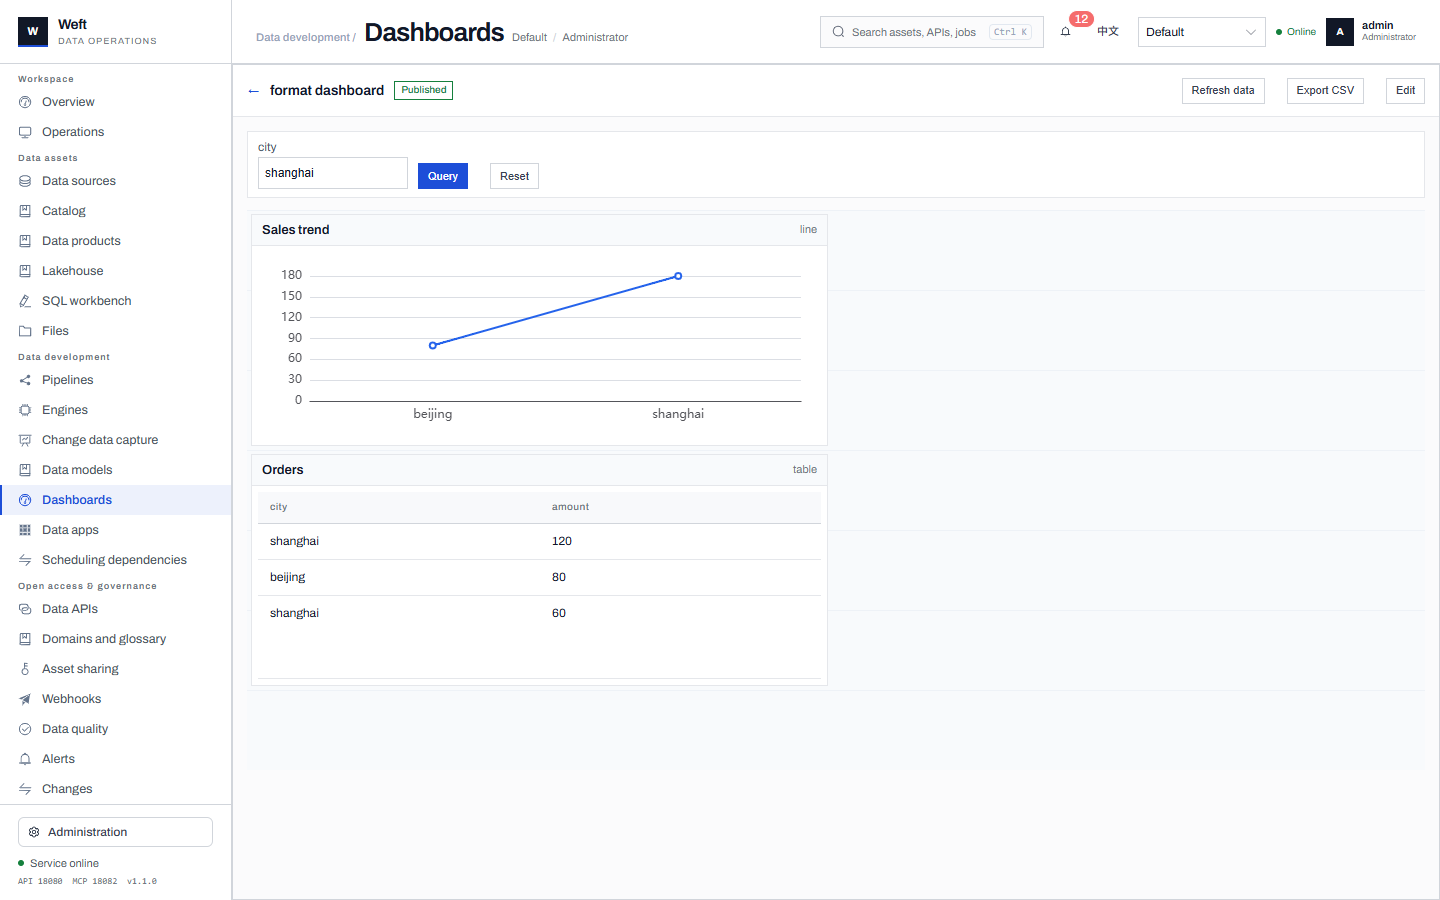 W
Weft
DATA OPERATIONS
Data development /
Dashboards
Default / Administrator
Search assets, APIs, jobs
Ctrl K
12
中文
Default
Online
A
admin
Administrator
Workspace
Overview
Operations
Data assets
Data sources
Catalog
Data products
Lakehouse
SQL workbench
Files
Data development
Pipelines
Engines
Change data capture
Data models
Dashboards
Data apps
Scheduling dependencies
Open access & governance
Data APIs
Domains and glossary
Asset sharing
Webhooks
Data quality
Alerts
Changes
Administration
Service online
API 18080 MCP 18082 v1.1.0
← format dashboard
Published
Refresh data
Export CSV
Edit
city
shanghai
Query
Reset
Sales trend
line
180
150
120
90
60
30
0
beijing
shanghai
Orders
table
city amount
shanghai 120
beijing 80
shanghai 60